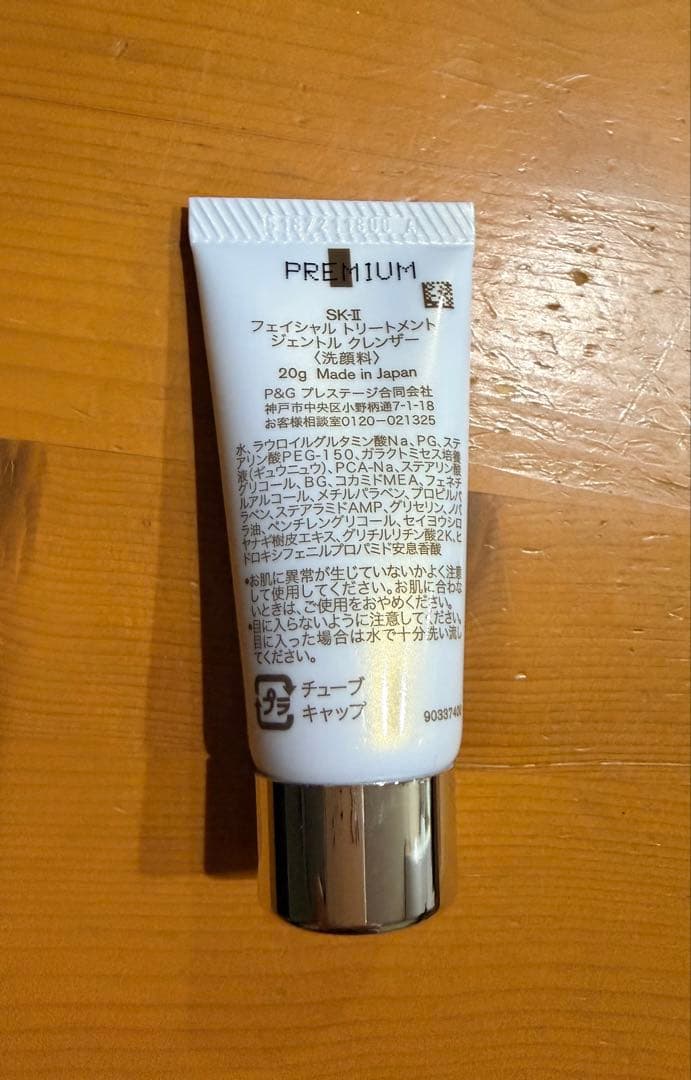 PREMIUM
SK-II
フェイシャル トリートメント
ジェントル クレンザー
〈洗顔料〉
20g Made in Japan
P&G プレステージ合同会社
神戸市中央区小野柄通7-1-18
お客様相談室0120-021325
水、ラウロイルグルタミン酸Na、PG、ステ
アリン酸PEG-150、ガラクトミセス培養
液(ギュウニュウ)、PCA-Na、ステアリン酸
グリコール、BG、コカミドMEA、フェネチ
ルアルコール、メチルパラベン、プロピルパ
ラベン、ステアラミドAMP、グリセリン、ノバ
ラ油、ペンチレングリコール、セイヨウシロ
ヤナギ樹皮エキス、グリチルリチン酸2K、ヒ
ドロキシフェニルプロパミド安息香酸
•お肌に異常が生じていないかよく注意
して使用してください。お肌に合わな
いときは、ご使用をおやめください。
•目に入らないように注意してください。
目に入った場合は水で十分洗い流し
てください。
プラ
チューブ
キャップ